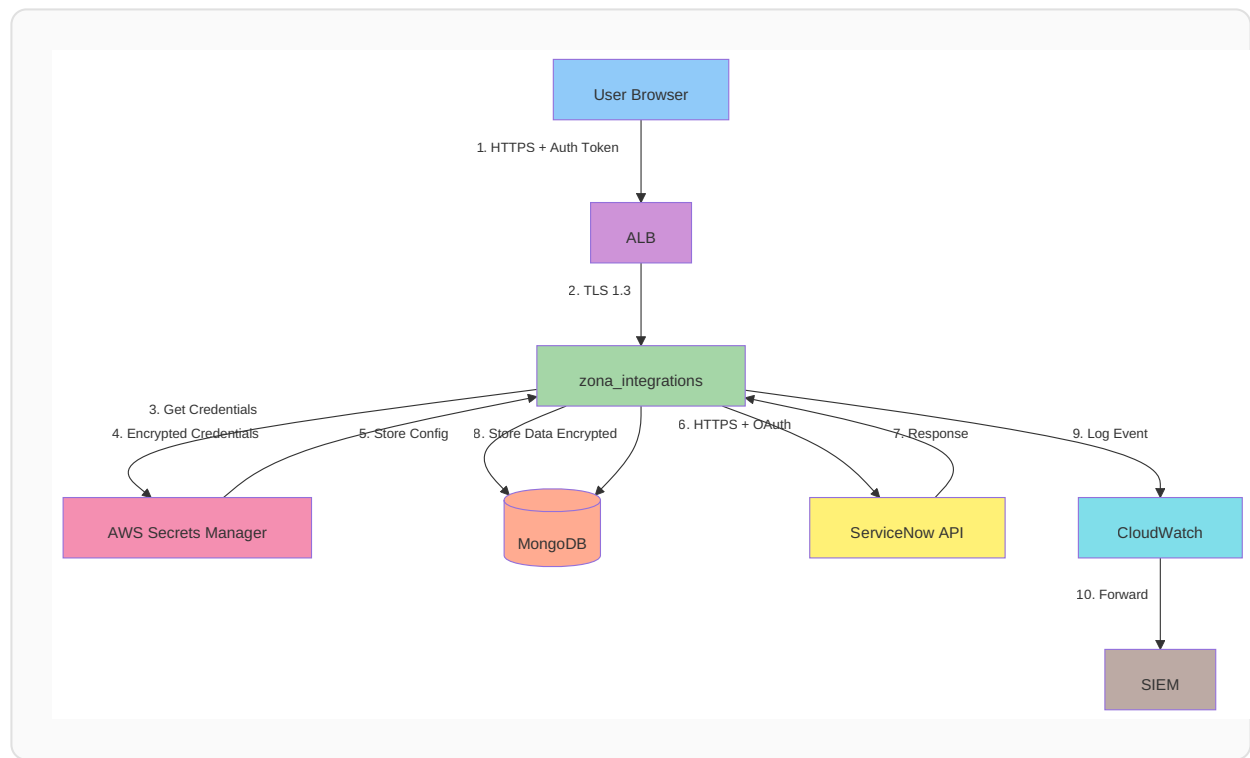 User Browser
1. HTTPS + Auth Token
ALB
2. TLS 1.3
zona_integrations
3. Get Credentials
4. Encrypted Credentials
5. Store Config
8. Store Data Encrypted
6. HTTPS + OAuth
7. Response
9. Log Event
AWS Secrets Manager
MongoDB
ServiceNow API
CloudWatch
10. Forward
SIEM